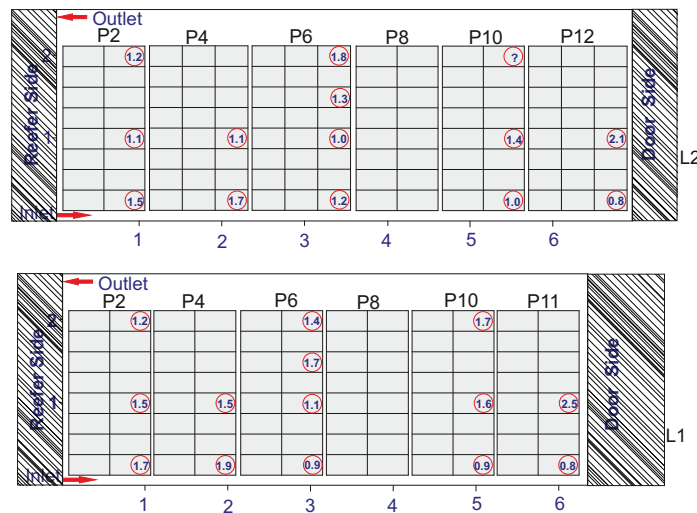 Outlet
P2 P4 P6 P8 P10 P12
2 1.2 1.8 ?
1.3
Reefer Side
1 1.1 1.1 1.0 1.4 2.1
Door Side
L2
1.5 1.7 1.2 1.0 0.8
Inlet
1 2 3 4 5 6
Outlet
P2 P4 P6 P8 P10 P11
2 1.2 1.4 1.7
1.7
Reefer Side
1 1.5 1.5 1.1 1.6 2.5
Door Side
L1
1.7 1.9 0.9 0.9 0.8
Inlet
1 2 3 4 5 6